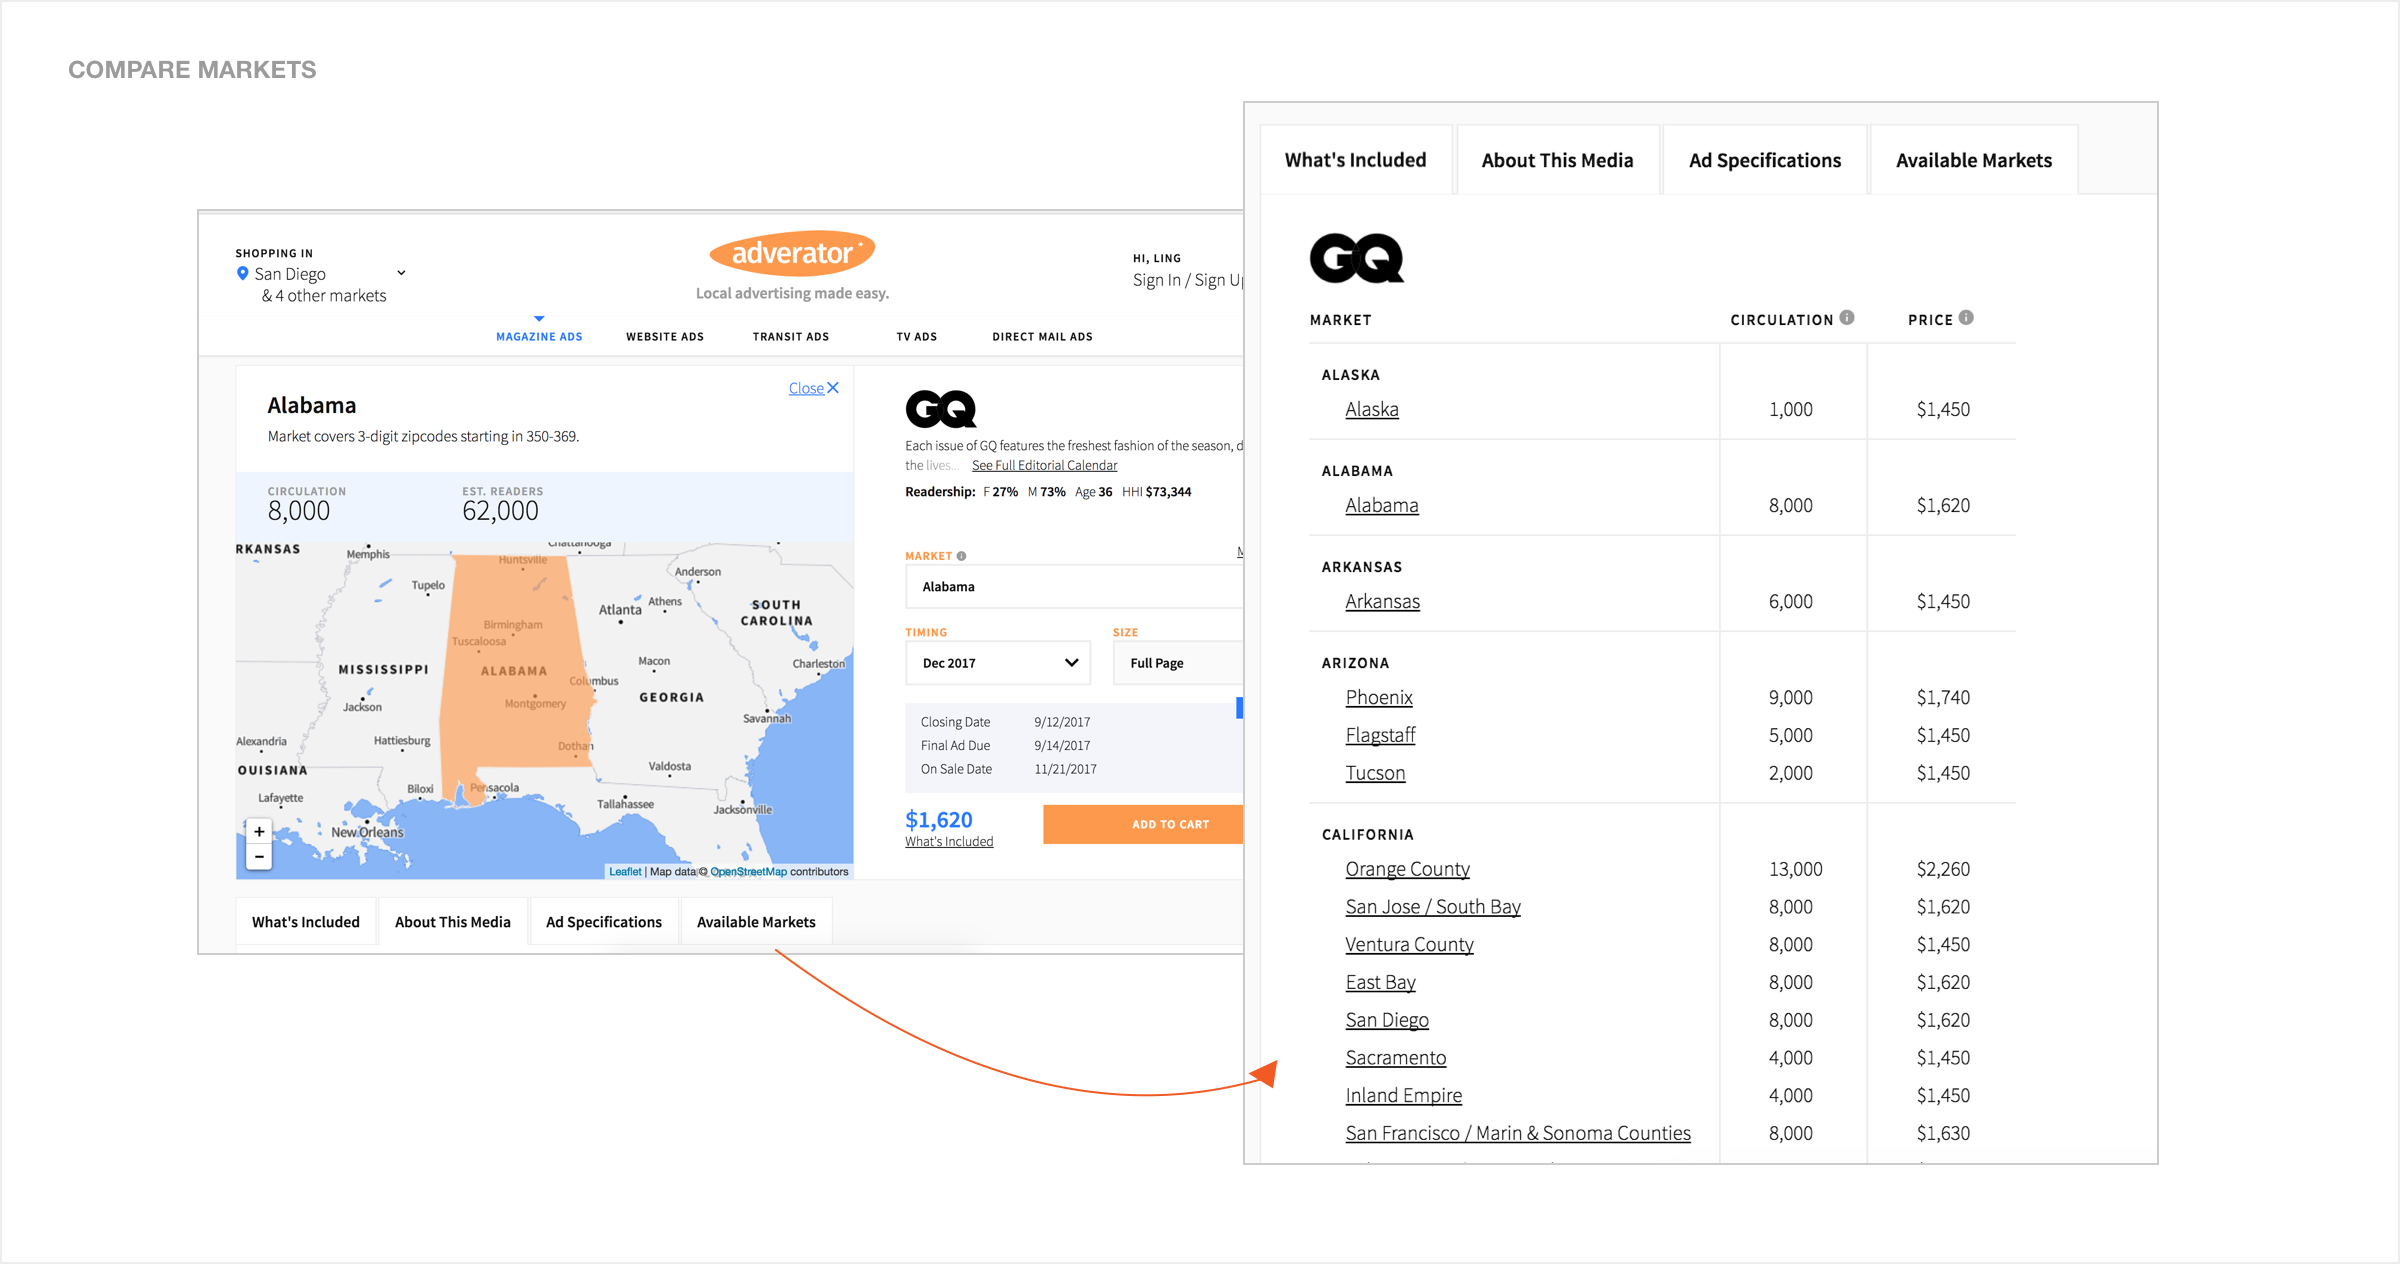 COMPARE MARKETS
SHOPPING IN
San Diego
& 4 other markets
adverator*
Local advertising made easy.
HI, LING
Sign In / Sign
MAGAZINE ADS
WEBSITE ADS
TRANSIT ADS
TV ADS
DIRECT MAIL ADS
Close
Alabama
Market covers 3-digit zipcodes starting in 350-369.
CIRCULATION
8,000
EST. READERS
62,000
RKANSAS
Memphis
Chattanooga
Huntsville
Tupelo
Anderson
Atlanta
Athens
SOUTH
CAROLINA
Birmingham
Tuscaloosa
MISSISSIPPI
ALABAMA
Macon
Charleston
Columbus
GEORGIA
Jackson
Montgomery
Savannah
Alexandria
Hattiesburg
Dothan
OUISIANA
Valdosta
Lafayette
Biloxi
Pensacola
Tallahassee
Jacksonville
New Orleans
+
−
Leaflet | Map data © OpenStreetMap contributors
GQ
Each issue of GQ features the freshest fashion of the season, d
the lives... See Full Editorial Calendar
Readership: F 27% M 73% Age 36 HHI $73,344
MARKET
Alabama
TIMING
SIZE
Dec 2017
Full Page
Closing Date 9/12/2017
Final Ad Due 9/14/2017
On Sale Date 11/21/2017
$1,620
What's Included
ADD TO CART
What's Included
About This Media
Ad Specifications
Available Markets
What's Included
About This Media
Ad Specifications
Available Markets
GQ
MARKET CIRCULATION PRICE
ALASKA
Alaska 1,000 $1,450
ALABAMA
Alabama 8,000 $1,620
ARKANSAS
Arkansas 6,000 $1,450
ARIZONA
Phoenix 9,000 $1,740
Flagstaff 5,000 $1,450
Tucson 2,000 $1,450
CALIFORNIA
Orange County 13,000 $2,260
San Jose / South Bay 8,000 $1,620
Ventura County 8,000 $1,450
East Bay 8,000 $1,620
San Diego 8,000 $1,620
Sacramento 4,000 $1,450
Inland Empire 4,000 $1,450
San Francisco / Marin & Sonoma Counties 8,000 $1,630